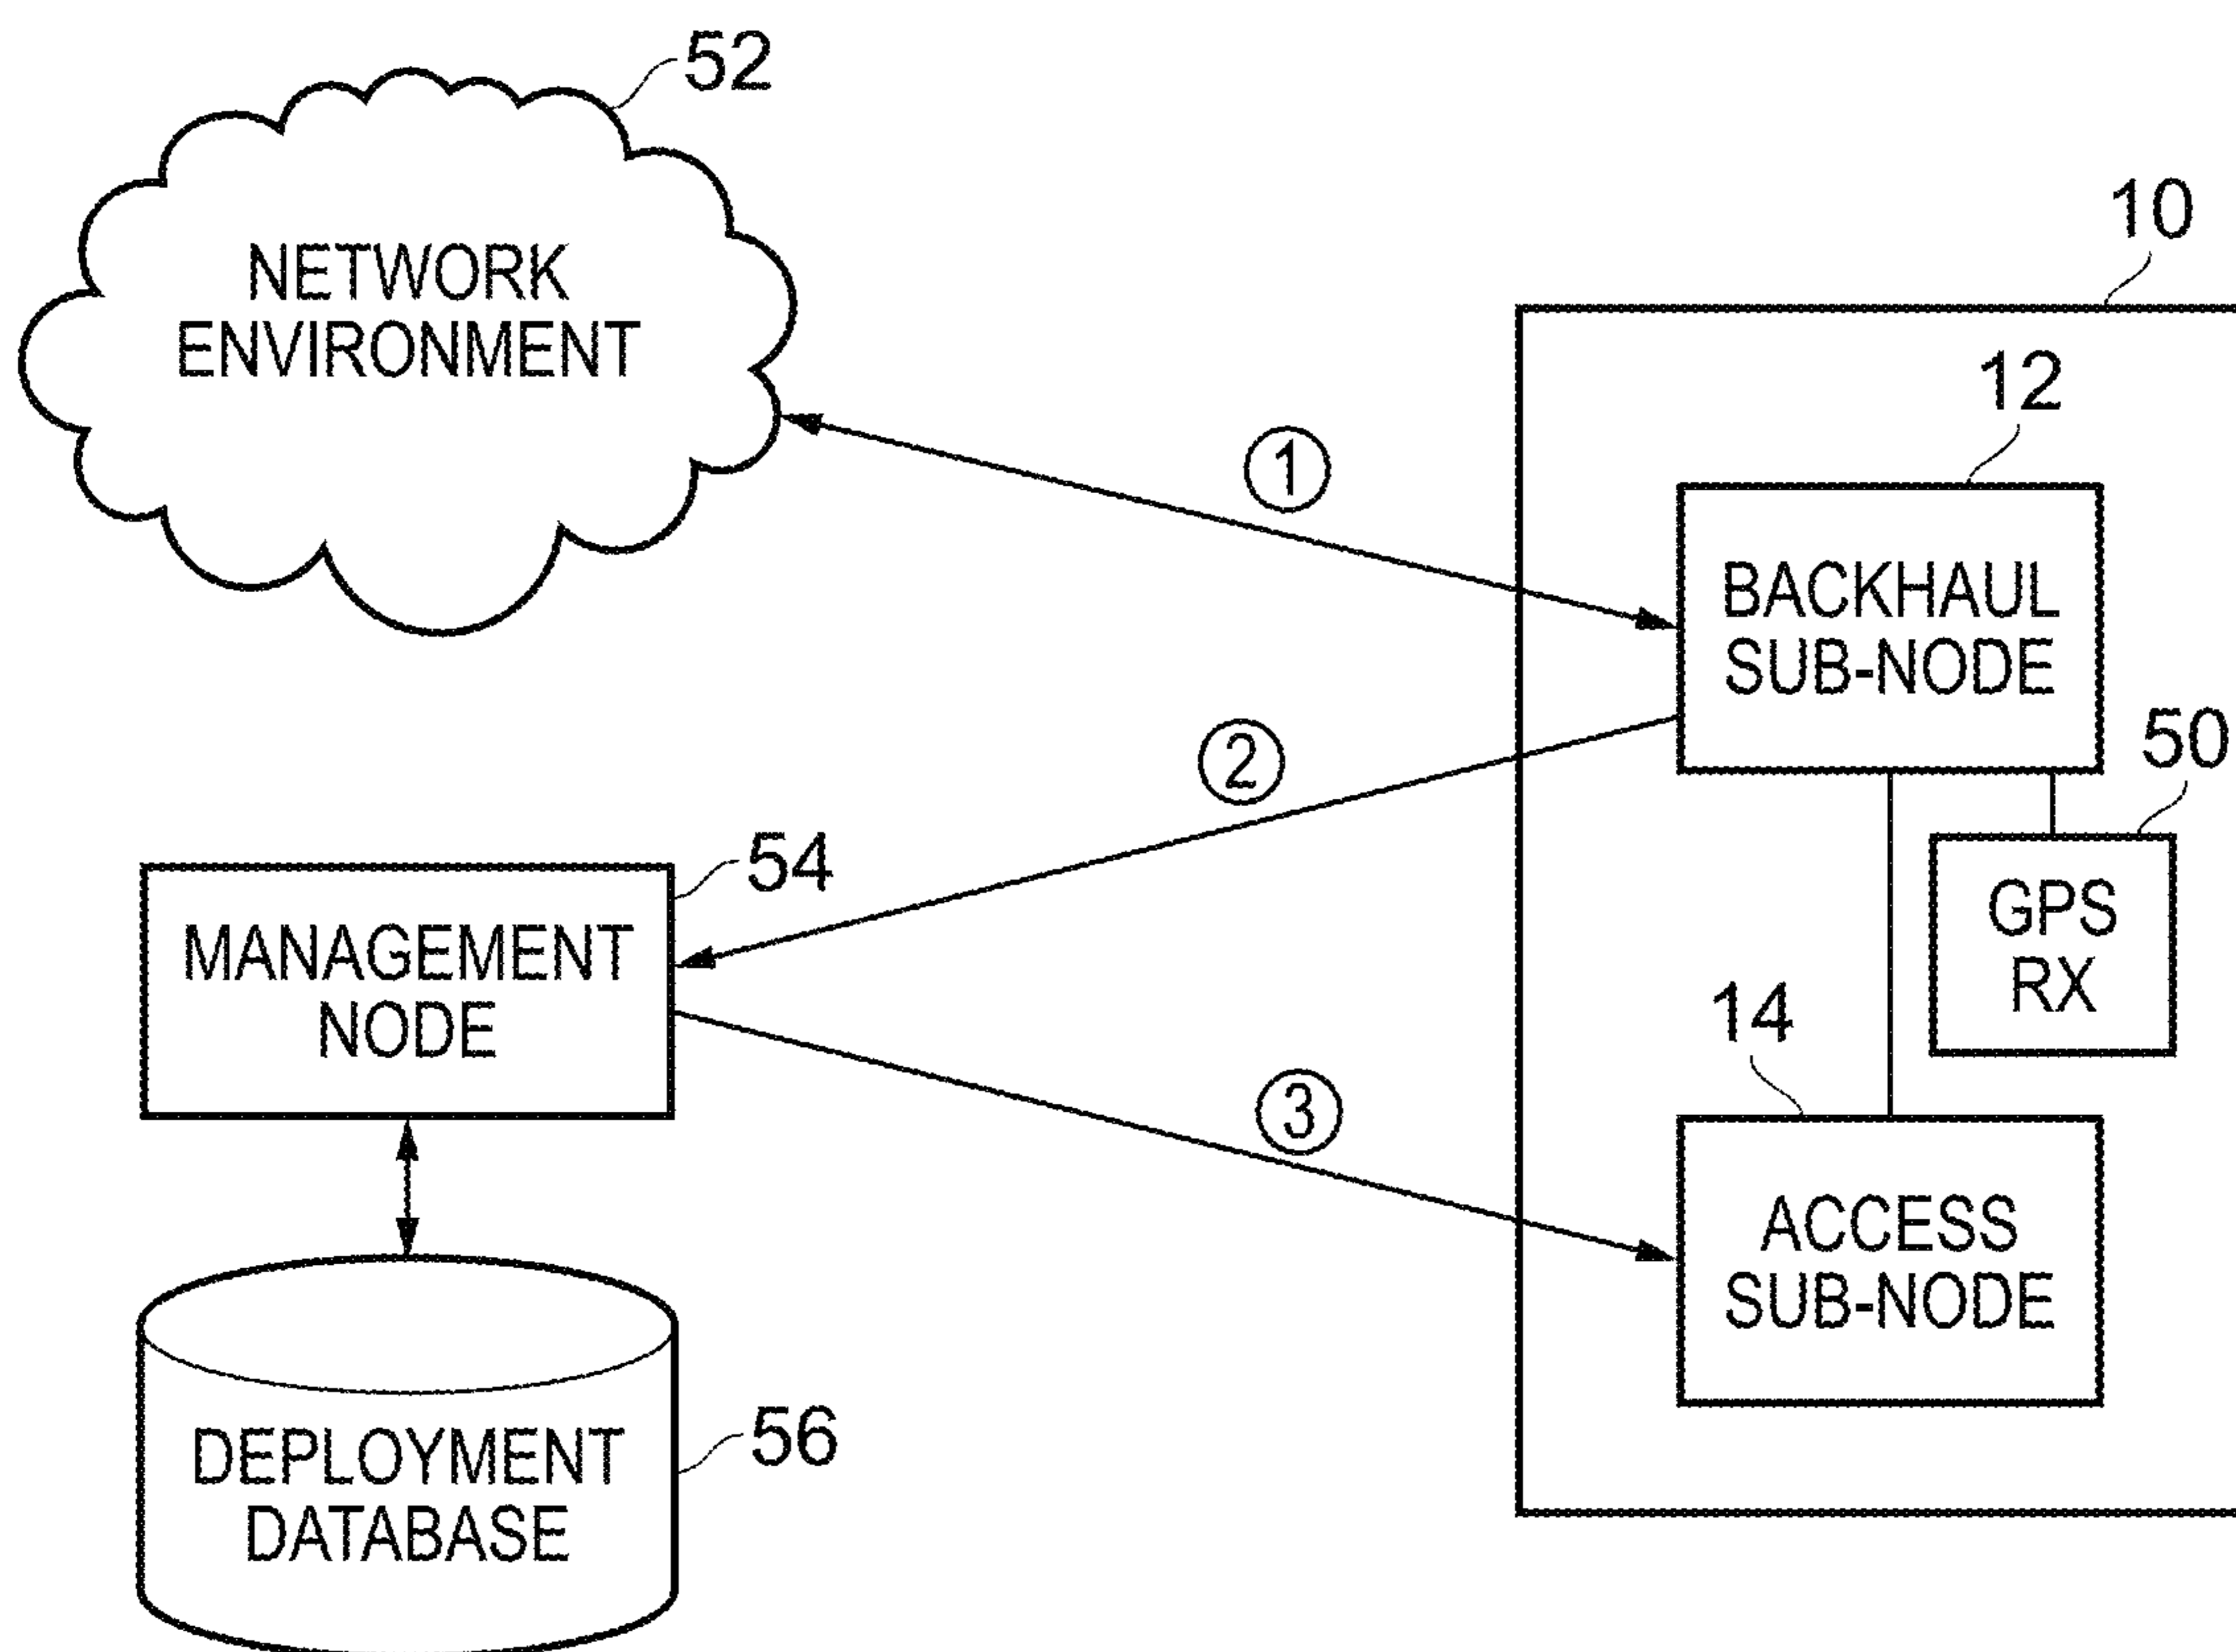 52
NETWORK
ENVIRONMENT
10
12
1
BACKHAUL
SUB-NODE
2
50
54
GPS
RX
MANAGEMENT
NODE
14
3
ACCESS
SUB-NODE
56
DEPLOYMENT
DATABASE